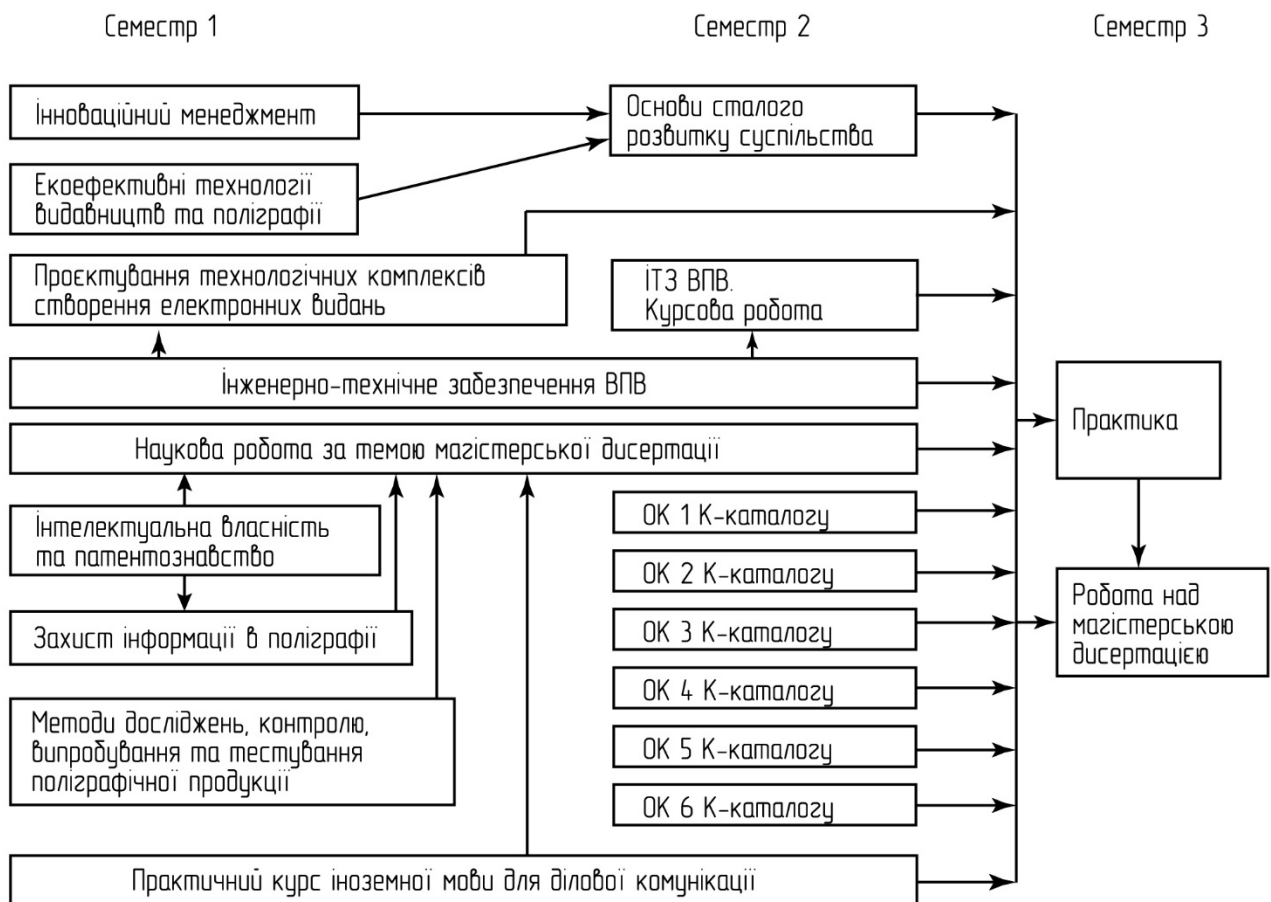 Семестр 1
Семестр 2
Семестр 3
Інноваційний менеджмент
Основи сталого
розвитку суспільства
Екоефективні технології
видавництв та поліграфії
Проєктування технологічних комплексів
створення електронних видань
ІТЗ ВПВ.
Курсова робота
Інженерно-технічне забезпечення ВПВ
Практика
Наукова робота за темою магістерської дисертації
Інтелектуальна власність
та патентознавство
ОК 1 К-каталогу
ОК 2 К-каталогу
Захист інформації в поліграфії
ОК 3 К-каталогу
Робота над
магістерською
дисертацією
Методи досліджень, контролю,
випробування та тестування
поліграфічної продукції
ОК 4 К-каталогу
ОК 5 К-каталогу
ОК 6 К-каталогу
Практичний курс іноземної мови для ділової комунікації